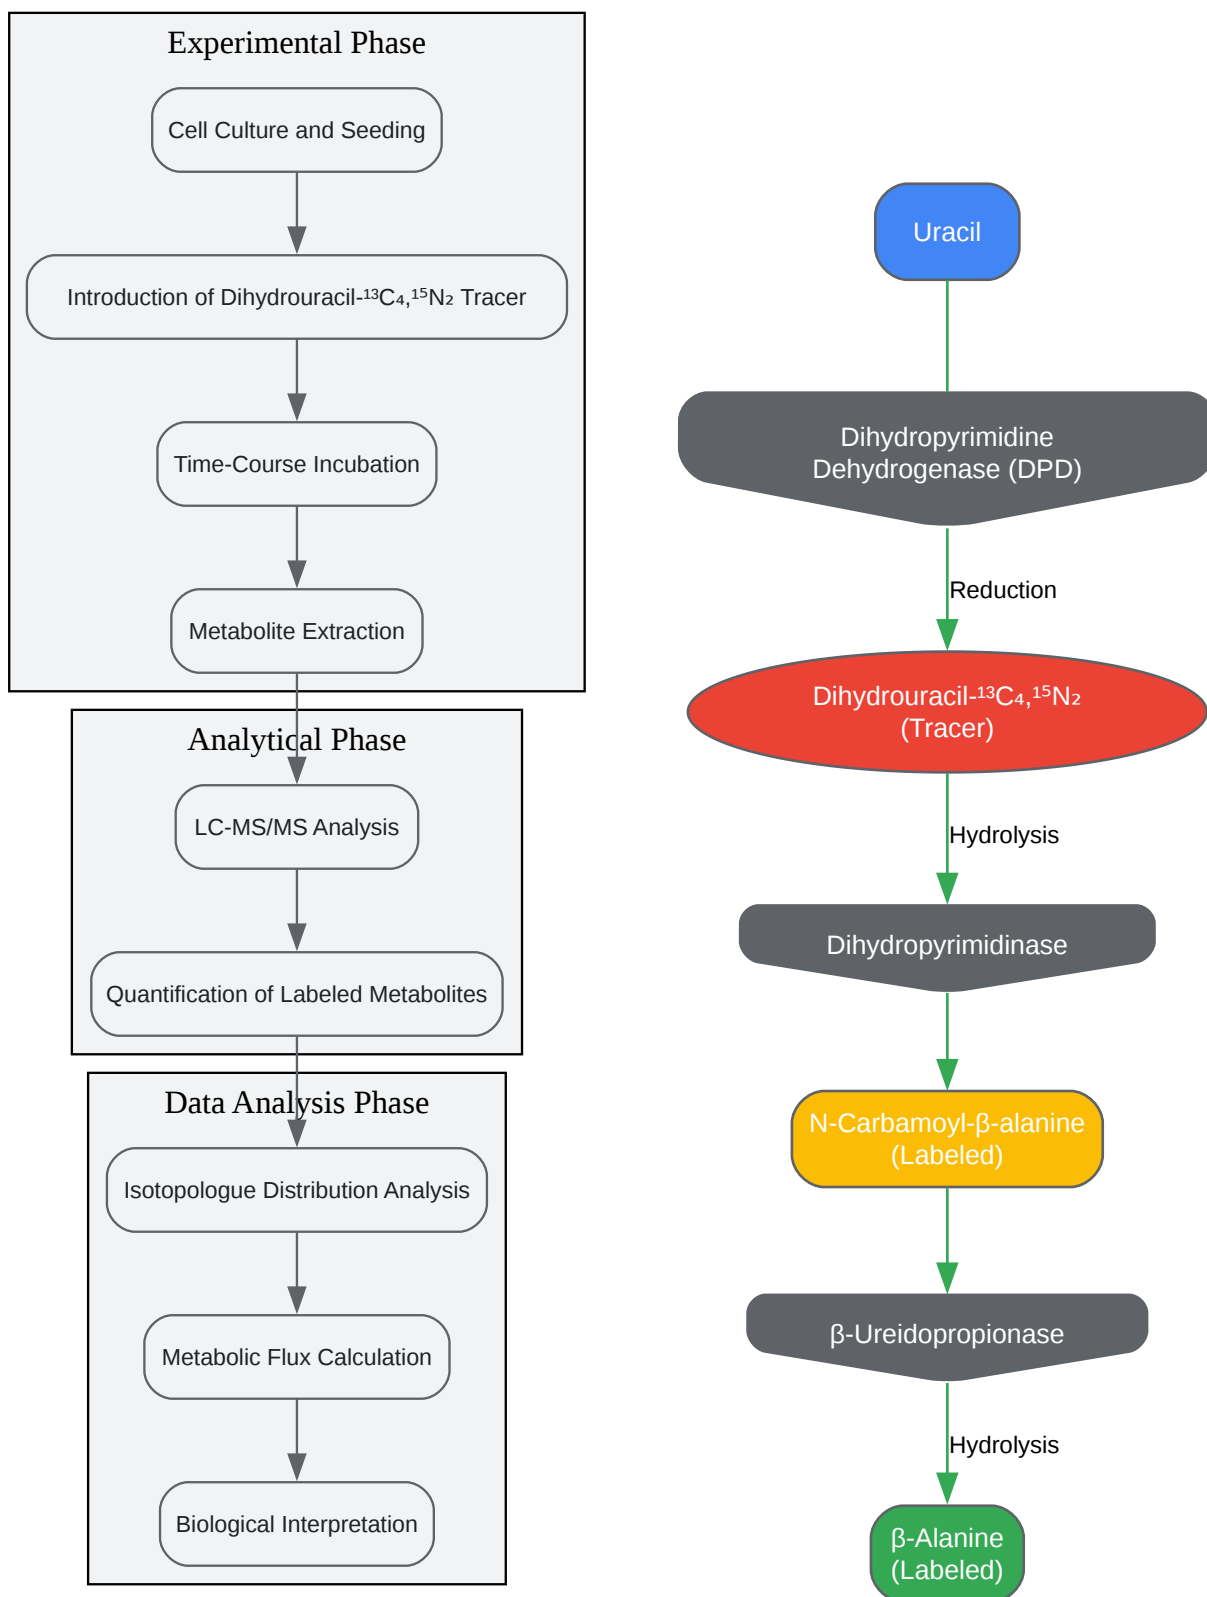 Experimental Phase
Cell Culture and Seeding
Introduction of Dihydrouracil-¹³C₄,¹⁵N₂ Tracer
Time-Course Incubation
Metabolite Extraction
Analytical Phase
LC-MS/MS Analysis
Quantification of Labeled Metabolites
Data Analysis Phase
Isotopologue Distribution Analysis
Metabolic Flux Calculation
Biological Interpretation
Uracil
Dihydropyrimidine
Dehydrogenase (DPD)
Reduction
Dihydrouracil-¹³C₄,¹⁵N₂
(Tracer)
Hydrolysis
Dihydropyrimidinase
N-Carbamoyl-β-alanine
(Labeled)
β-Ureidopropionase
Hydrolysis
β-Alanine
(Labeled)